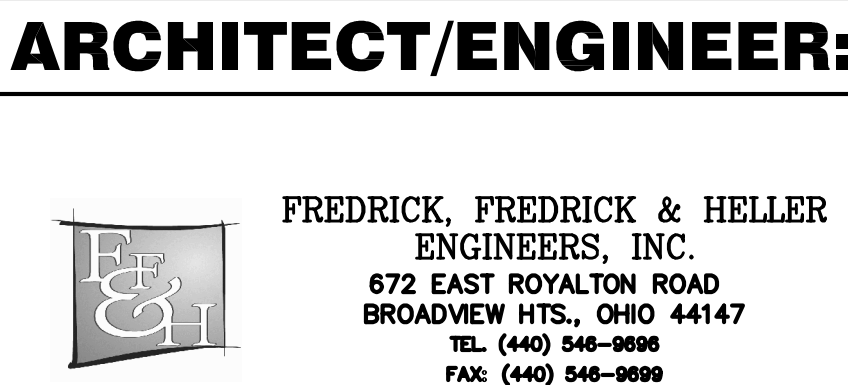 ARCHITECT/ENGINEER:
FREDRICK, FREDRICK & HELLER
ENGINEERS, INC.
672 EAST ROYALTON ROAD
BROADVIEW HTS., OHIO 44147
TEL. (440) 546-9696
FAX: (440) 546-9699
F F & H